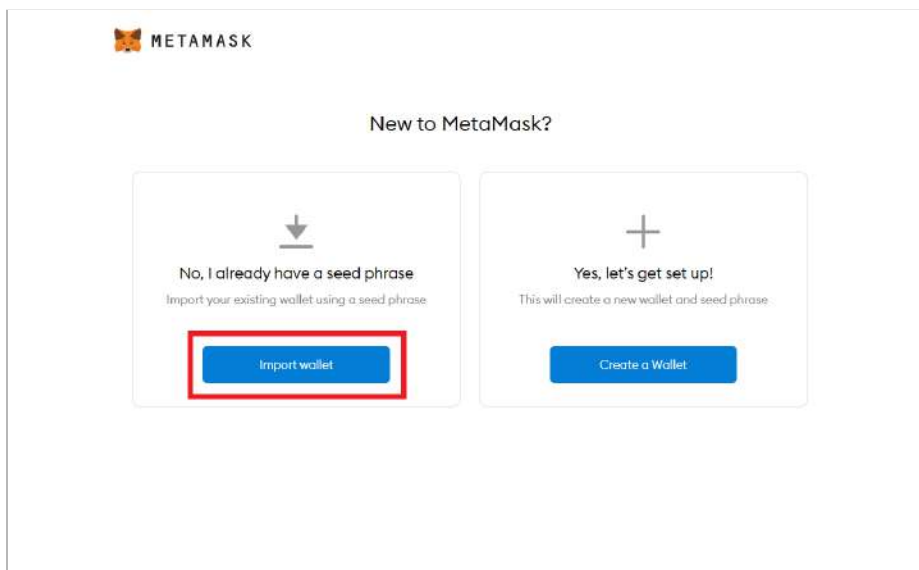 METAMASK
New to MetaMask?
No, I already have a seed phrase
Import your existing wallet using a seed phrase
Import wallet
Yes, let's get set up!
This will create a new wallet and seed phrase
Create a Wallet